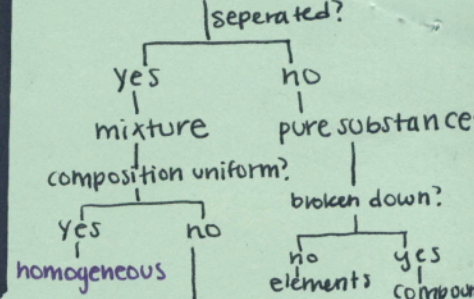 seperated?
yes no
mixture pure substance
composition uniform?
broken down?
yes no
no yes
homogeneous elements